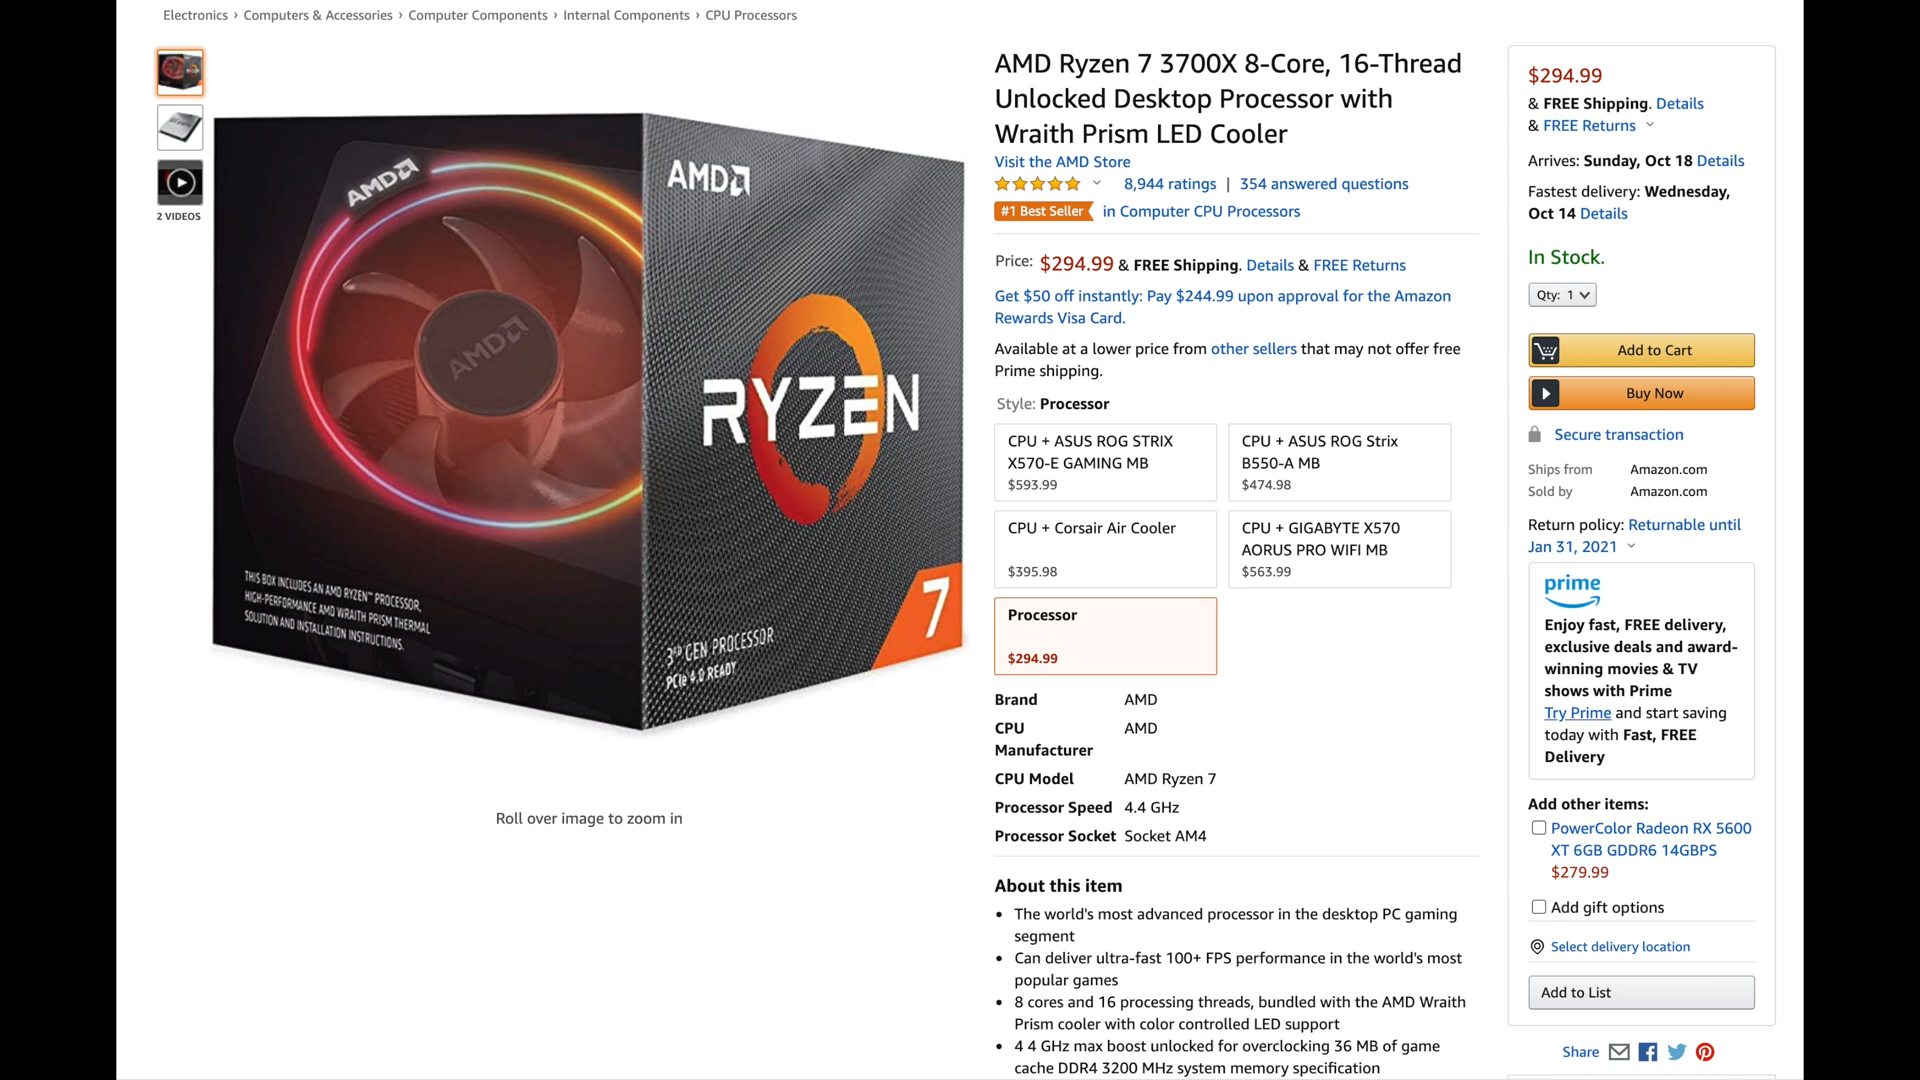 Electronics › Computers & Accessories › Computer Components › Internal Components › CPU Processors
2 VIDEOS
AMD
AMD
AMD
RYZEN
THIS BOX INCLUDES AN AMD RYZEN™ PROCESSOR,
HIGH-PERFORMANCE AMD WRAITH PRISM THERMAL
SOLUTION AND INSTALLATION INSTRUCTIONS.
3RD GEN PROCESSOR
PCIe 4.0 READY
7
Roll over image to zoom in
AMD Ryzen 7 3700X 8-Core, 16-Thread
Unlocked Desktop Processor with
Wraith Prism LED Cooler
Visit the AMD Store
8,944 ratings | 354 answered questions
#1 Best Seller in Computer CPU Processors
Price: $294.99 & FREE Shipping. Details & FREE Returns
Get $50 off instantly: Pay $244.99 upon approval for the Amazon
Rewards Visa Card.
Available at a lower price from other sellers that may not offer free
Prime shipping.
Style: Processor
CPU + ASUS ROG STRIX
X570-E GAMING MB
$593.99
CPU + ASUS ROG Strix
B550-A MB
$474.98
CPU + Corsair Air Cooler
$395.98
CPU + GIGABYTE X570
AORUS PRO WIFI MB
$563.99
Processor
$294.99
Brand AMD
CPU AMD
Manufacturer
CPU Model AMD Ryzen 7
Processor Speed 4.4 GHz
Processor Socket Socket AM4
About this item
• The world's most advanced processor in the desktop PC gaming
segment
• Can deliver ultra-fast 100+ FPS performance in the world's most
popular games
• 8 cores and 16 processing threads, bundled with the AMD Wraith
Prism cooler with color controlled LED support
• 4 4 GHz max boost unlocked for overclocking 36 MB of game
cache DDR4 3200 MHz system memory specification
$294.99
& FREE Shipping. Details
& FREE Returns
Arrives: Sunday, Oct 18 Details
Fastest delivery: Wednesday,
Oct 14 Details
In Stock.
Qty: 1
Add to Cart
Buy Now
Secure transaction
Ships from Amazon.com
Sold by Amazon.com
Return policy: Returnable until
Jan 31, 2021
prime
Enjoy fast, FREE delivery,
exclusive deals and award-
winning movies & TV
shows with Prime
Try Prime and start saving
today with Fast, FREE
Delivery
Add other items:
PowerColor Radeon RX 5600
XT 6GB GDDR6 14GBPS
$279.99
Add gift options
Select delivery location
Add to List
Share